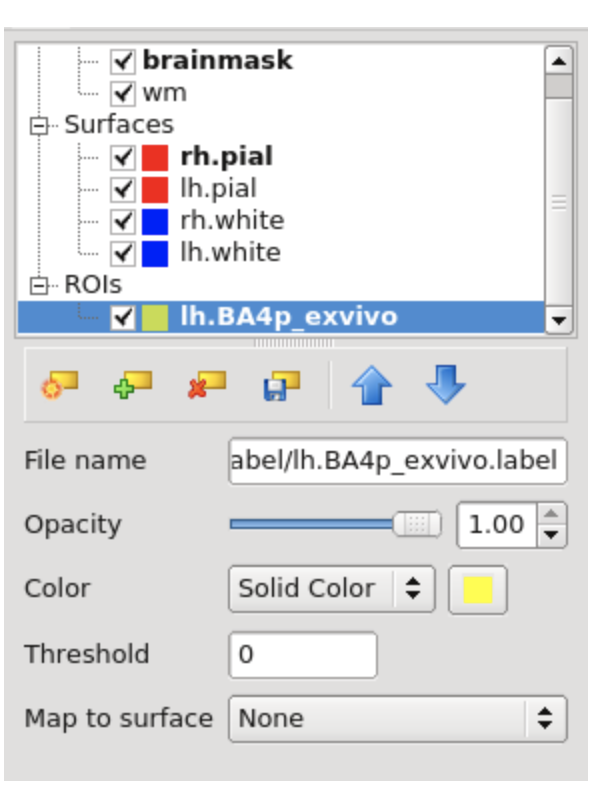 brainmask
wm
Surfaces
rh.pial
lh.pial
rh.white
lh.white
ROIs
lh.BA4p_exvivo
File name abel/lh.BA4p_exvivo.label
Opacity 1.00
Color Solid Color
Threshold 0
Map to surface None